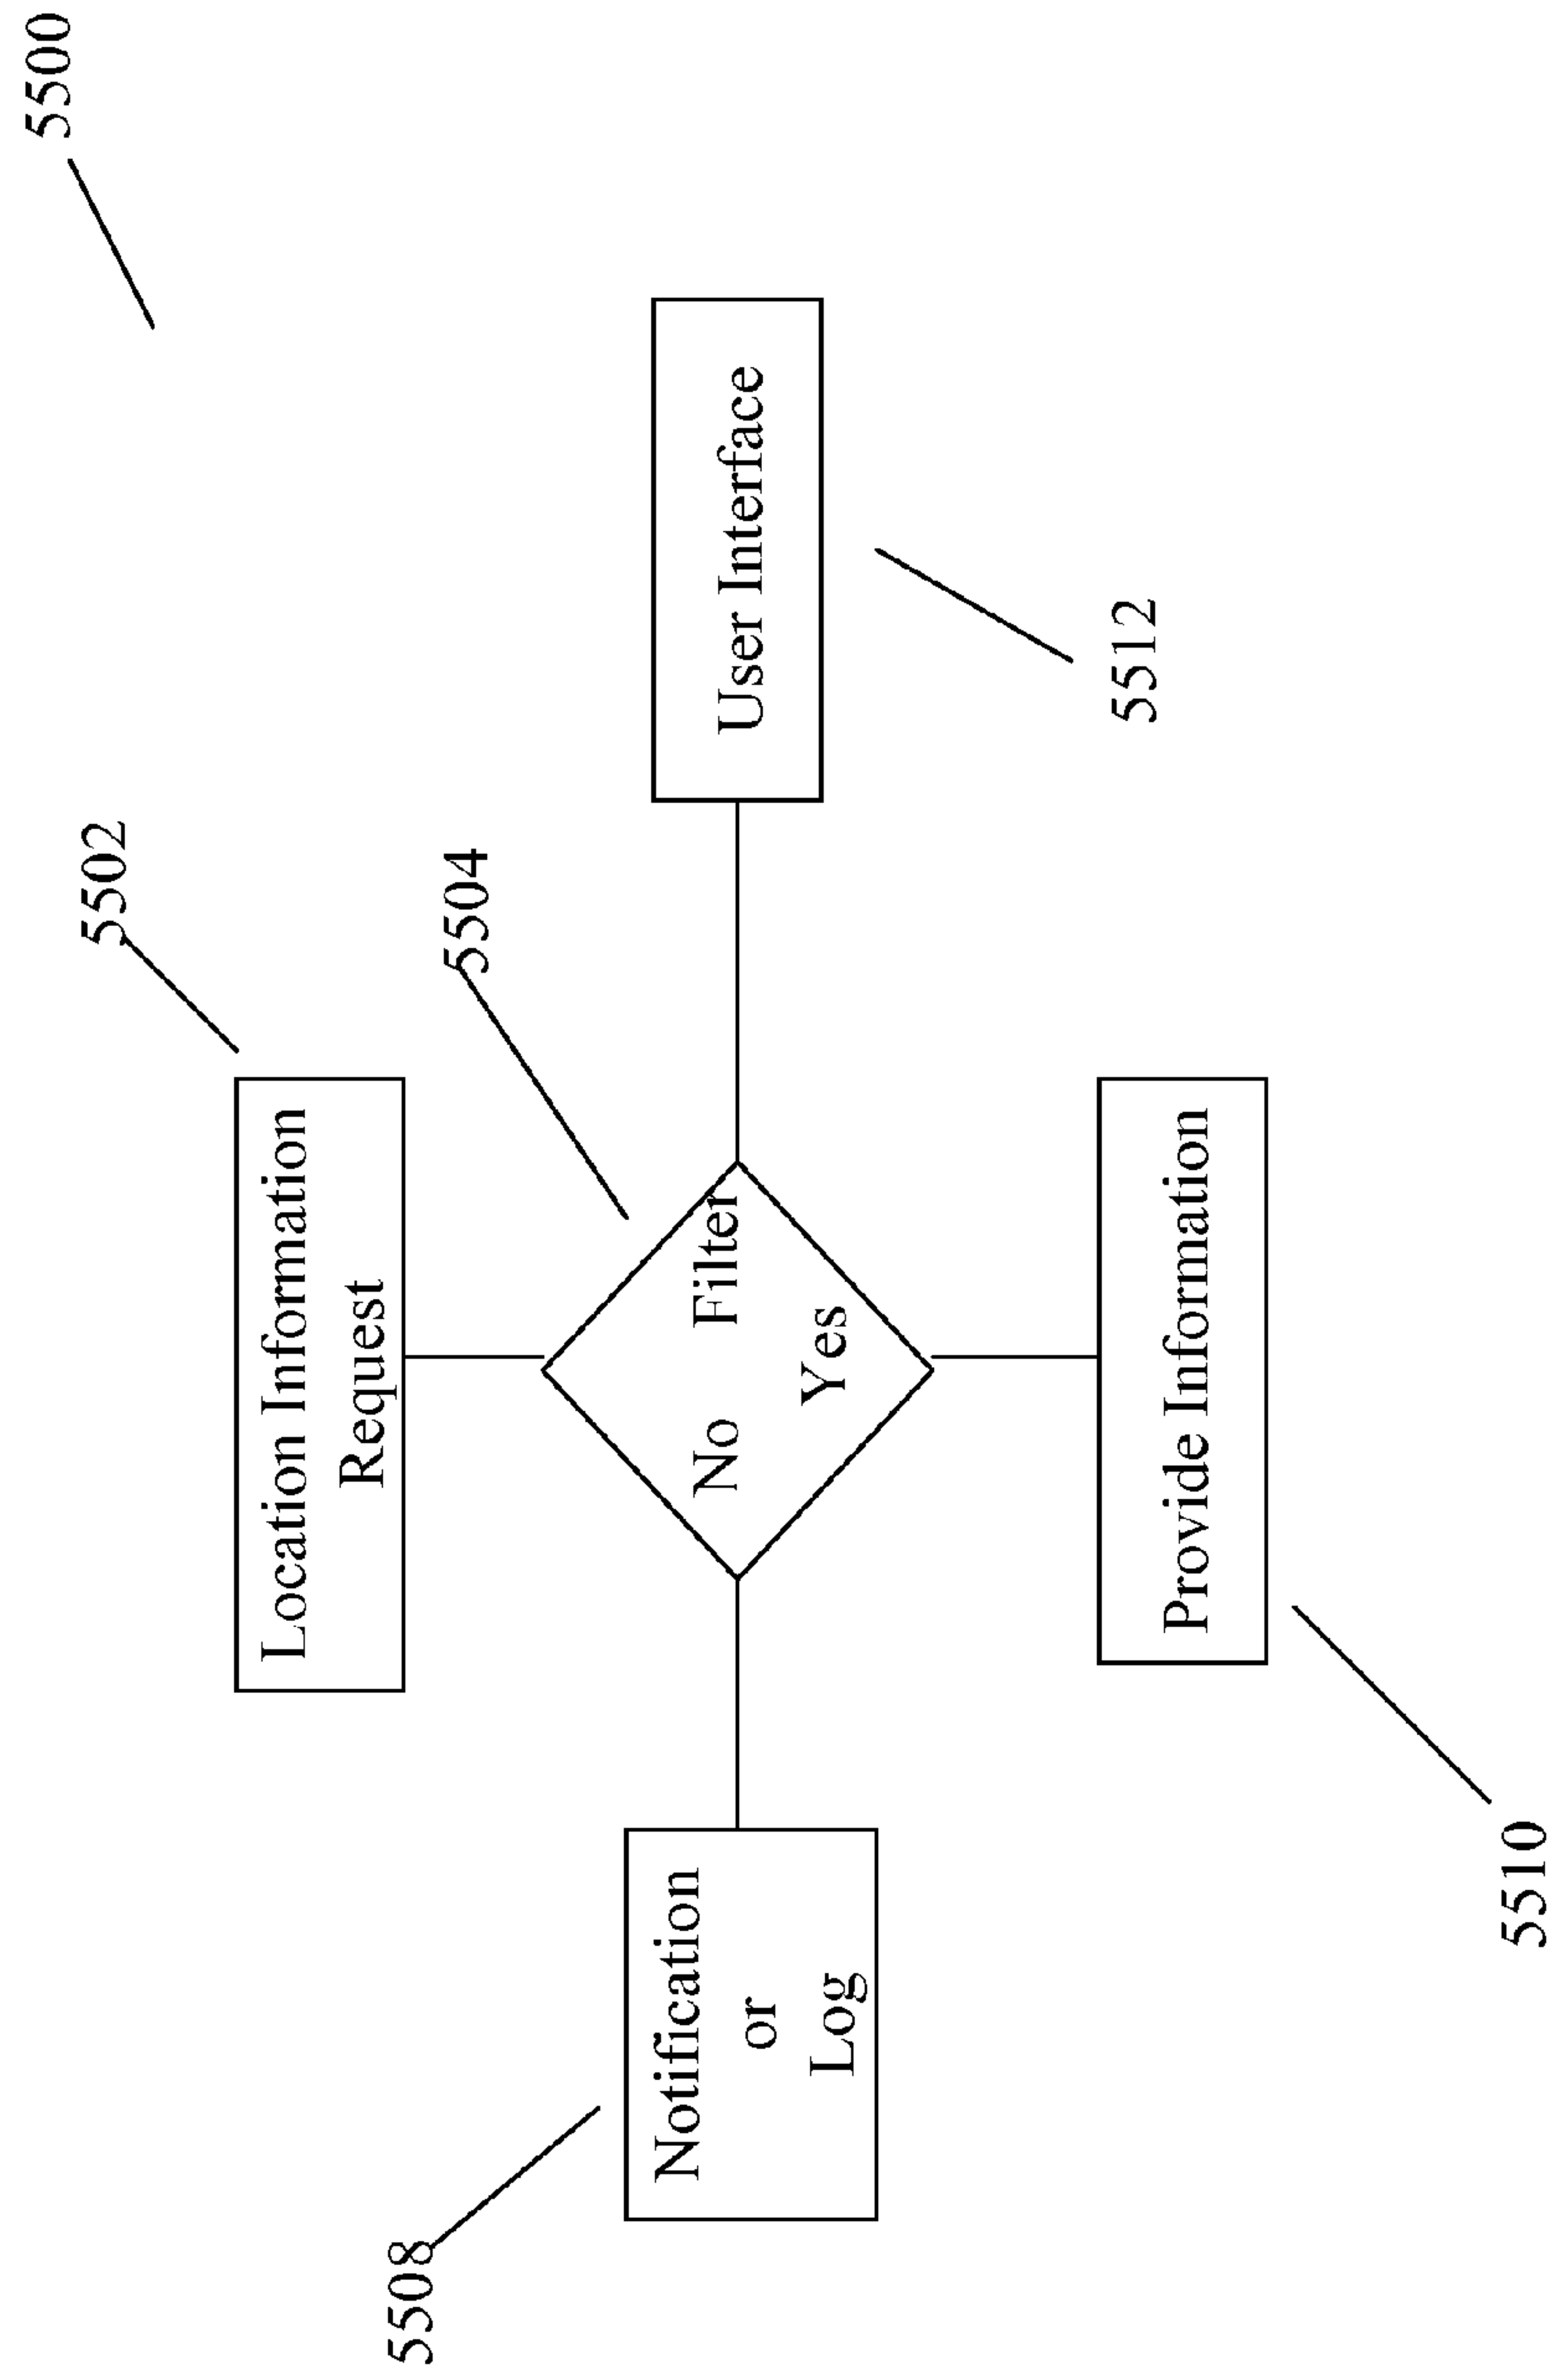 5500
5502
Location Information
Request
5504
5508
Notification
or
Log
No
Filter
Yes
User Interface
5512
Provide Information
5510